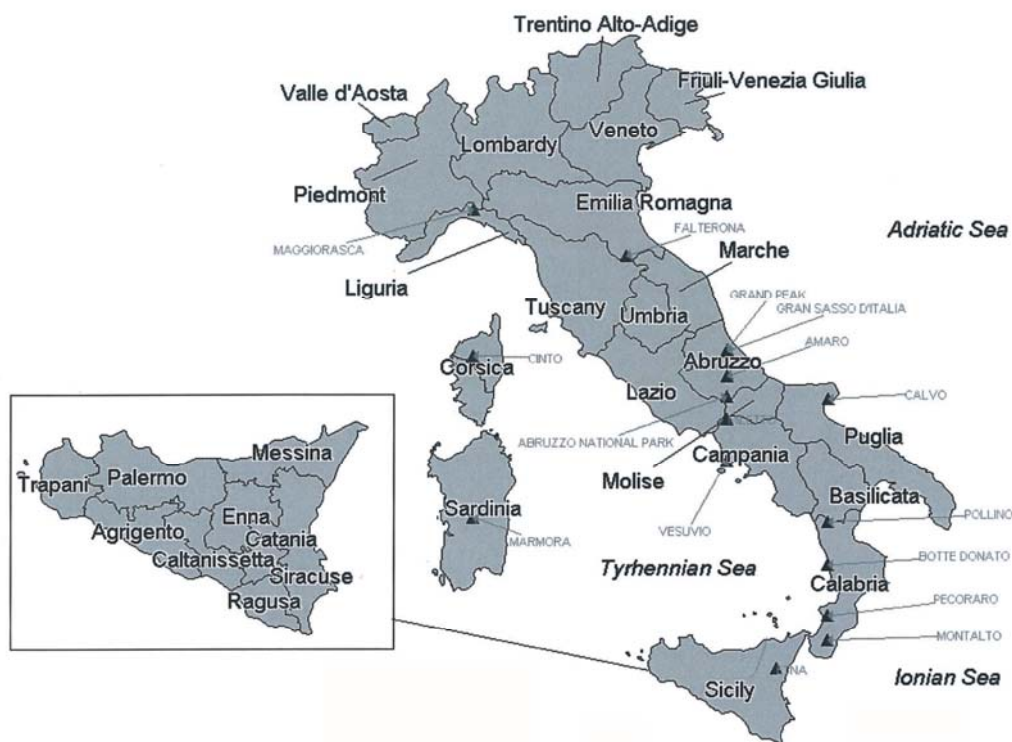 Trentino Alto-Adige
Friuli-Venezia Giulia
Valle d'Aosta
Veneto
Lombardy
Piedmont
Emilia Romagna
FALTERONA
Adriatic Sea
MAGGIORASCA
Marche
Liguria
GRAND PEAK
Tuscany
GRAN SASSO D'ITALIA
Umbria
AMARO
CINTO
Abruzzo
Corsica
Lazio
CALVO
ABRUZZO NATIONAL PARK
Puglia
Campania
Molise
Messina
Palermo
Trapani
Basilicata
Enna
Sardinia
POLLINO
Agrigento
VESUVIO
Catania
MARMORA
Caltanissetta
BOTTE DONATO
Tyrhennian Sea
Siracuse
Calabria
Ragusa
PECORARO
MONTALTO
Ionian Sea
Sicily